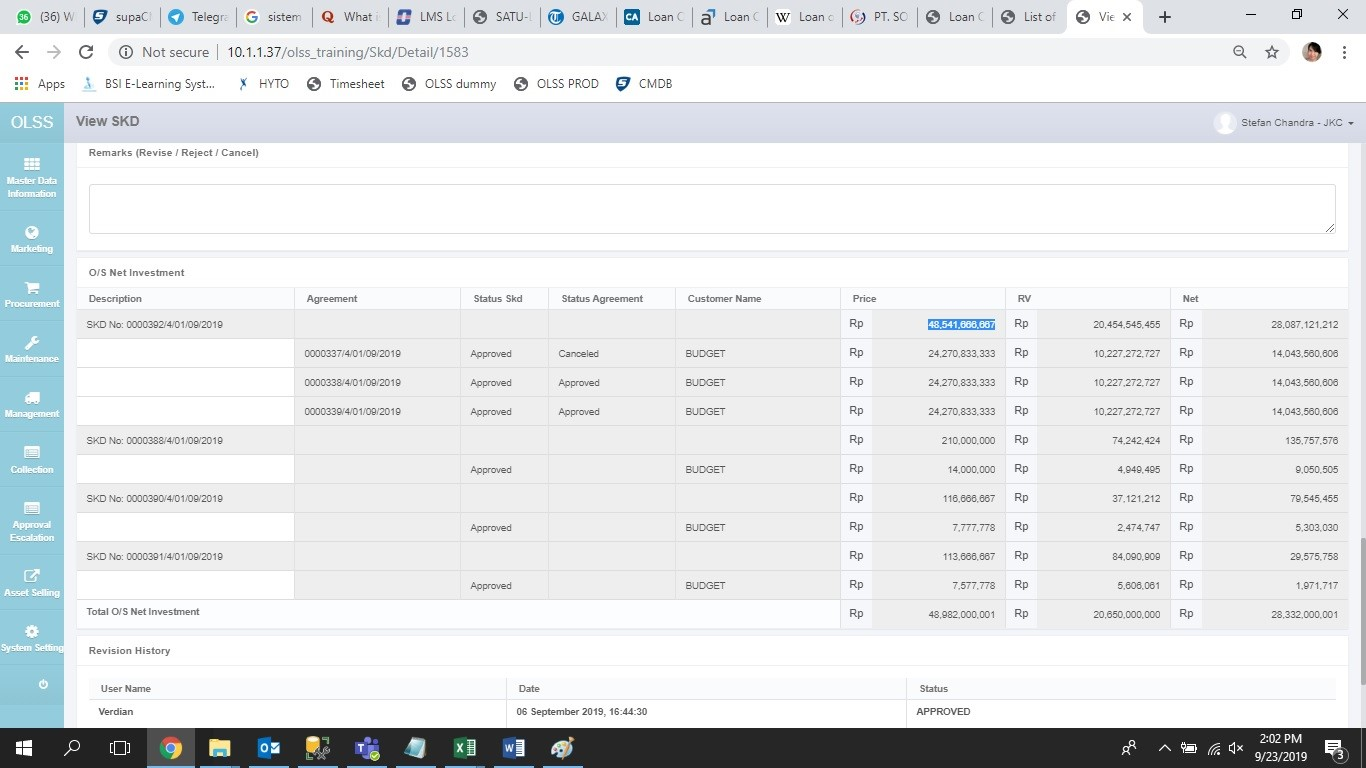 (36) W
supaC
Telegra
sistem
What i
LMS Lo
SATU-
GALAX
Loan C
Loan C
Loan c
PT. SO
Loan C
List of
Vie
Not secure | 10.1.1.37/olss_training/Skd/Detail/1583
Apps BSI E-Learning Syst... HYTO Timesheet OLSS dummy OLSS PROD CMDB
OLSS View SKD Stefan Chandra - JKC
Master Data
Information
Marketing
Procurement
Maintenance
Management
Collection
Approval
Escalation
Asset Selling
System Setting
Remarks (Revise / Reject / Cancel)
O/S Net Investment
Description Agreement Status Skd Status Agreement Customer Name Price RV Net
SKD No: 0000392/4/01/09/2019 Rp 48,541,666,667 Rp 20,454,545,455 Rp 28,087,121,212
0000337/4/01/09/2019 Approved Canceled BUDGET Rp 24,270,833,333 Rp 10,227,272,727 Rp 14,043,560,606
0000338/4/01/09/2019 Approved Approved BUDGET Rp 24,270,833,333 Rp 10,227,272,727 Rp 14,043,560,606
0000339/4/01/09/2019 Approved Approved BUDGET Rp 24,270,833,333 Rp 10,227,272,727 Rp 14,043,560,606
SKD No: 0000388/4/01/09/2019 Rp 210,000,000 Rp 74,242,424 Rp 135,757,576
Approved BUDGET Rp 14,000,000 Rp 4,949,495 Rp 9,050,505
SKD No: 0000390/4/01/09/2019 Rp 116,666,667 Rp 37,121,212 Rp 79,545,455
Approved BUDGET Rp 7,777,778 Rp 2,474,747 Rp 5,303,030
SKD No: 0000391/4/01/09/2019 Rp 113,666,667 Rp 84,090,909 Rp 29,575,758
Approved BUDGET Rp 7,577,778 Rp 5,606,061 Rp 1,971,717
Total O/S Net Investment Rp 48,982,000,001 Rp 20,650,000,000 Rp 28,332,000,001
Revision History
User Name Date Status
Verdian 06 September 2019, 16:44:30 APPROVED
2:02 PM
9/23/2019
3